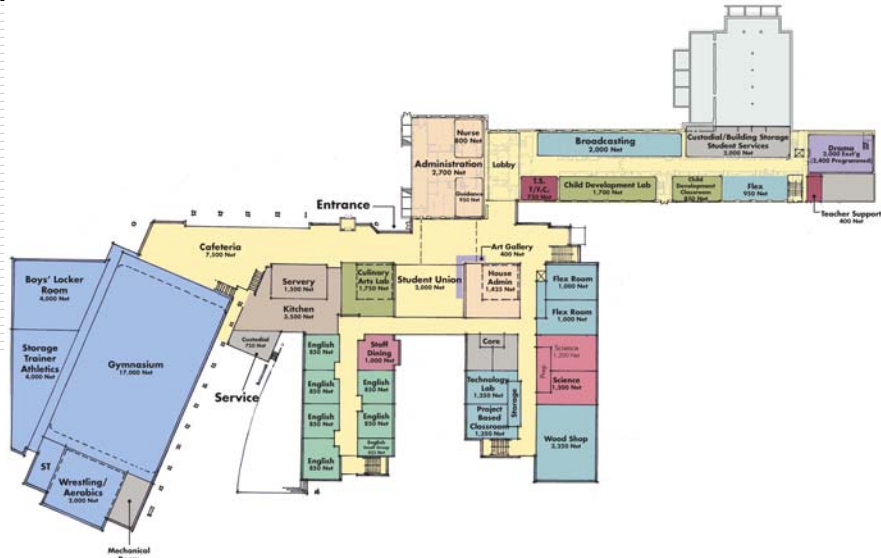 Nurse
800 Net
Administration
2,700 Net
Guidance
950 Net
Lobby
Broadcasting
2,000 Net
Custodial/Building Storage
Student Services
3,000 Net
Drama
2,000 Exst'g
(2,400 Programmed)
T.S.
750 Net
Child Development Lab
1,700 Net
Child
Development
Classroom
850 Net
Flex
950 Net
Teacher Support
400 Net
Entrance
Cafeteria
7,500 Net
Art Gallery
400 Net
Boys' Locker
Room
4,000 Net
Servery
1,500 Net
Kitchen
3,500 Net
Culinary
Arts Lab
1,750 Net
Student Union
3,000 Net
House
Admin
1,425 Net
Flex Room
1,000 Net
Flex Room
1,000 Net
Storage
Trainer
Athletics
4,000 Net
Gymnasium
17,000 Net
Custodial
750 Net
Service
English
850 Net
English
850 Net
English
850 Net
English
850 Net
Staff
Dining
1,000 Net
English
850 Net
English
850 Net
English
Core
Technology
Lab
1,350 Net
Project
Based
Classroom
1,350 Net
Storage
Science
1,200 Net
Prep
Science
1,200 Net
Wood Shop
3,350 Net
ST
Wrestling/
Aerobics
3,000 Net
Mechanical